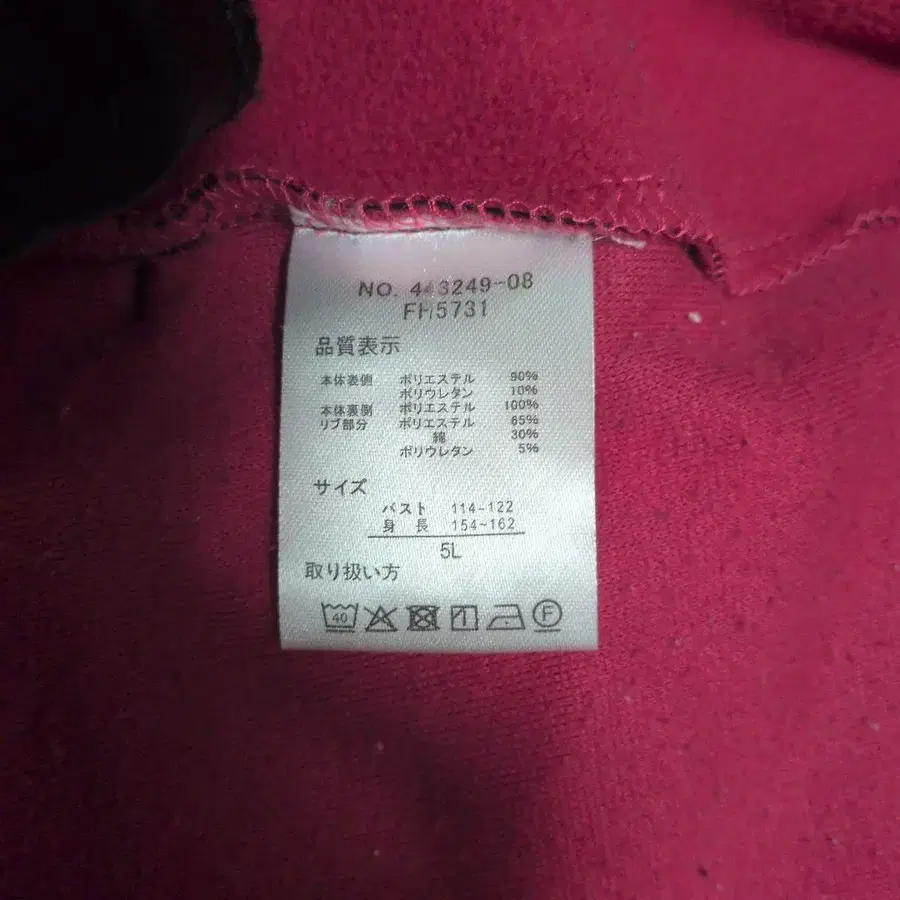 NO. 443249-08
FH5731
品質表示
本体表側 ポリエステル 90%
ポリウレタン 10%
本体裏側 ポリエステル 100%
リブ部分 ポリエステル 65%
綿 30%
ポリウレタン 5%
サイズ
バスト 114-122
身長 154~162
5L
取り扱い方
40 F